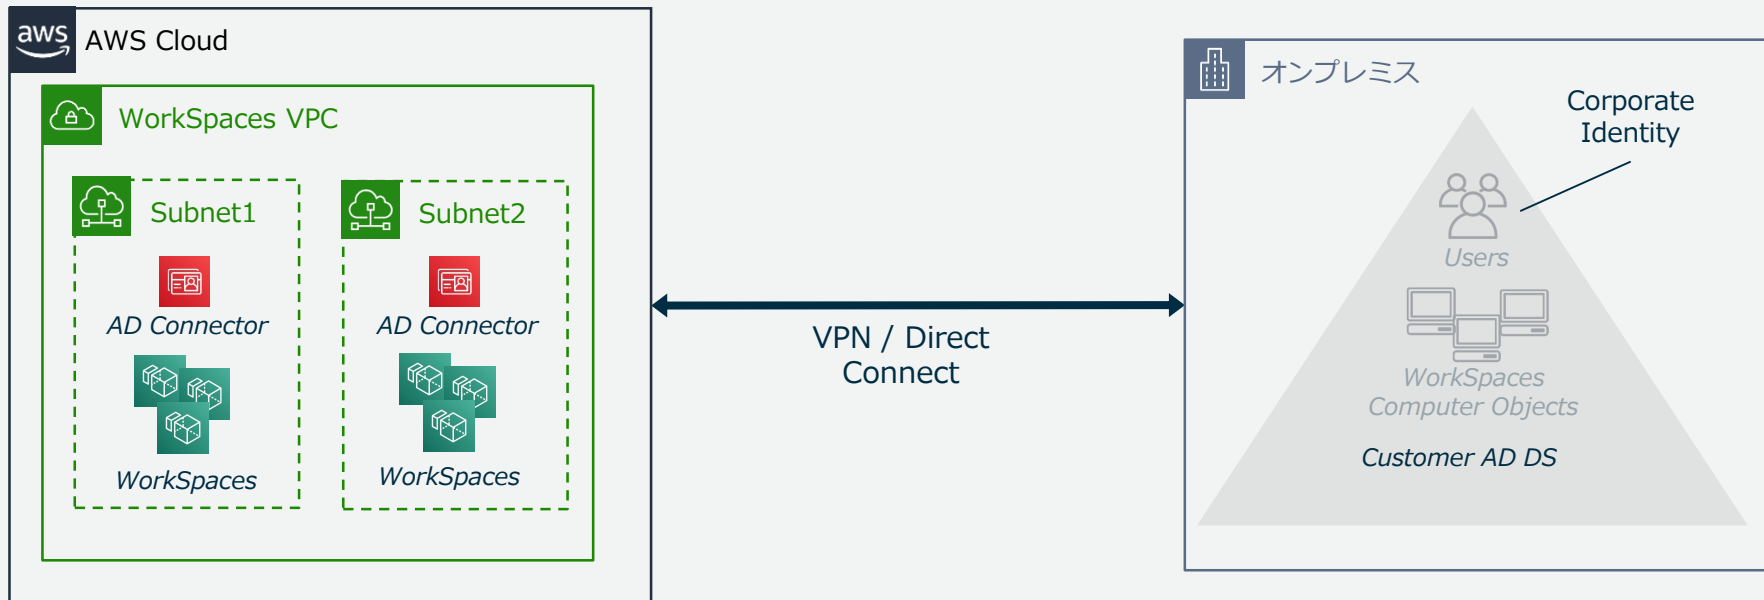 aws
AWS Cloud
WorkSpaces VPC
Subnet1
AD Connector
WorkSpaces
Subnet2
AD Connector
WorkSpaces
VPN / Direct
Connect
オンプレミス
Corporate
Identity
Users
WorkSpaces
Computer Objects
Customer AD DS